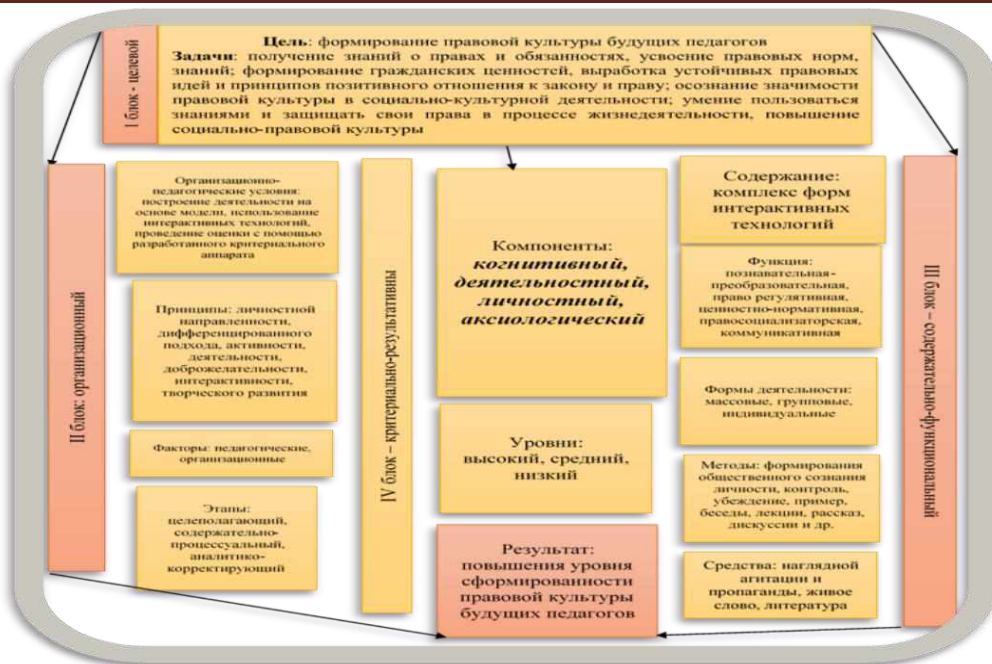 I блок - целевой
Цель: формирование правовой культуры будущих педагогов
Задачи: получение знаний о правах и обязанностях, усвоение правовых норм,
знаний; формирование гражданских ценностей, выработка устойчивых правовых
идей и принципов позитивного отношения к закону и праву; осознание значимости
правовой культуры в социально-культурной деятельности; умение пользоваться
знаниями и защищать свои права в процессе жизнедеятельности, повышение
социально-правовой культуры
II блок: организационный
Организационно-
педагогические условия:
построение деятельности на
основе модели, использование
интерактивных технологий,
проведение оценки с помощью
разработанного критериального
аппарата
Принципы: личностной
направленности,
дифференцированного
подхода, активности,
деятельности,
доброжелательности,
интерактивности,
творческого развития
Факторы: педагогические,
организационные
Этапы:
целеполагающий,
содержательно-
процессуальный,
аналитико-
корректирующий
IV блок – критериально-результативны
Компоненты:
когнитивный,
деятельностный,
личностный,
аксиологический
Уровни:
высокий, средний,
низкий
Результат:
повышения уровня
сформированности
правовой культуры
будущих педагогов
Содержание:
комплекс форм
интерактивных
технологий
Функция:
познавательная-
преобразовательная,
право регулятивная,
ценностно-нормативная,
правосоциализаторская,
коммуникативная
Формы деятельности:
массовые, групповые,
индивидуальные
Методы: формирования
общественного сознания
личности, контроль,
убеждение, пример,
беседы, лекции, рассказ,
дискуссии и др.
Средства: наглядной
агитации и
пропаганды, живое
слово, литература
III блок – содержательно-функциональный